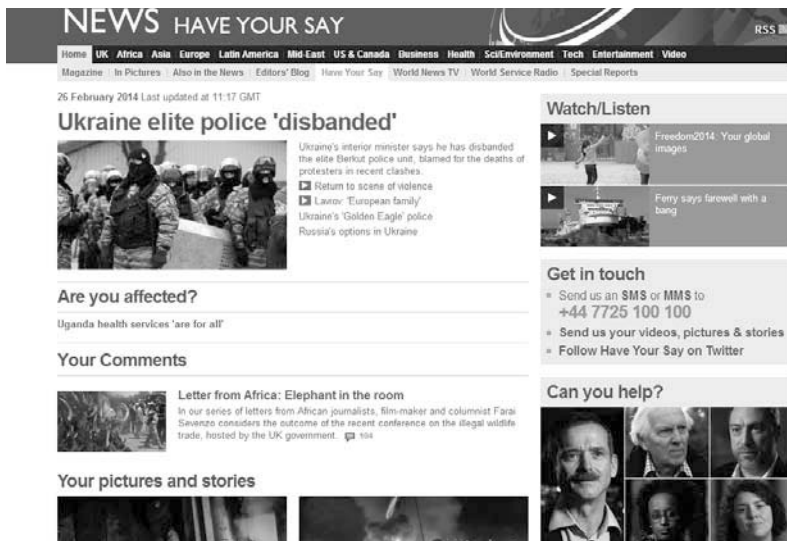 NEWS HAVE YOUR SAY
RSS
Home UK Africa Asia Europe Latin America Mid-East US & Canada Business Health Sci/Environment Tech Entertainment Video
Magazine In Pictures Also in the News Editors' Blog Have Your Say World News TV World Service Radio Special Reports
26 February 2014 Last updated at 11:17 GMT
Ukraine elite police 'disbanded'
Ukraine's interior minister says he has disbanded
the elite Berkut police unit, blamed for the deaths of
protesters in recent clashes.
Return to scene of violence
Lavrov: 'European family'
Ukraine's 'Golden Eagle' police
Russia's options in Ukraine
Are you affected?
Uganda health services 'are for all'
Your Comments
Letter from Africa: Elephant in the room
In our series of letters from African journalists, film-maker and columnist Farai
Sevenzo considers the outcome of the recent conference on the illegal wildlife
trade, hosted by the UK government.
Your pictures and stories
Watch/Listen
Freedom2014: Your global
images
Ferry says farewell with a
bang
Get in touch
Send us an SMS or MMS to
+44 7725 100 100
Send us your videos, pictures & stories
Follow Have Your Say on Twitter
Can you help?